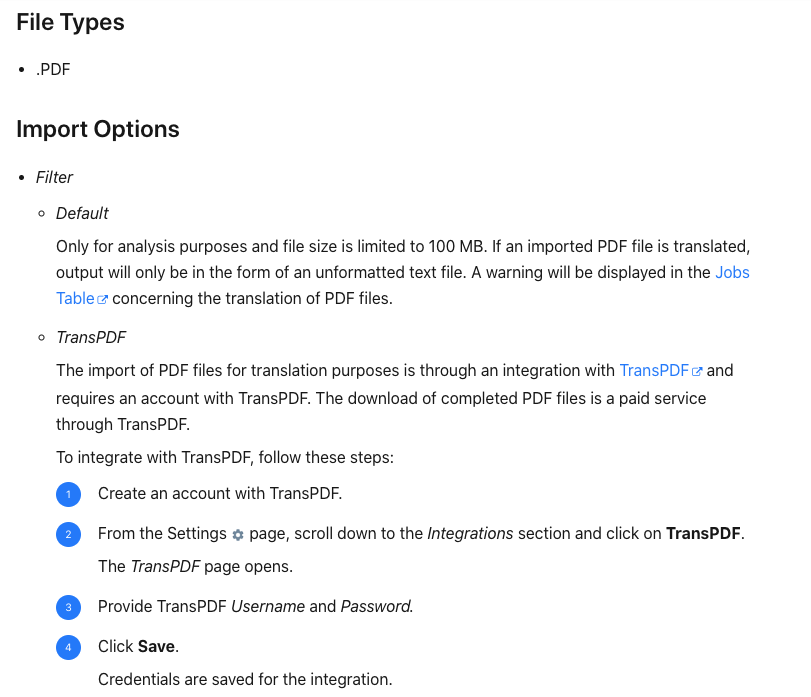 File Types
.PDF
Import Options
Filter
Default
Only for analysis purposes and file size is limited to 100 MB. If an imported PDF file is translated,
output will only be in the form of an unformatted text file. A warning will be displayed in the Jobs
Table concerning the translation of PDF files.
TransPDF
The import of PDF files for translation purposes is through an integration with TransPDF and
requires an account with TransPDF. The download of completed PDF files is a paid service
through TransPDF.
To integrate with TransPDF, follow these steps:
1 Create an account with TransPDF.
2 From the Settings page, scroll down to the Integrations section and click on TransPDF.
The TransPDF page opens.
3 Provide TransPDF Username and Password.
4 Click Save.
Credentials are saved for the integration.